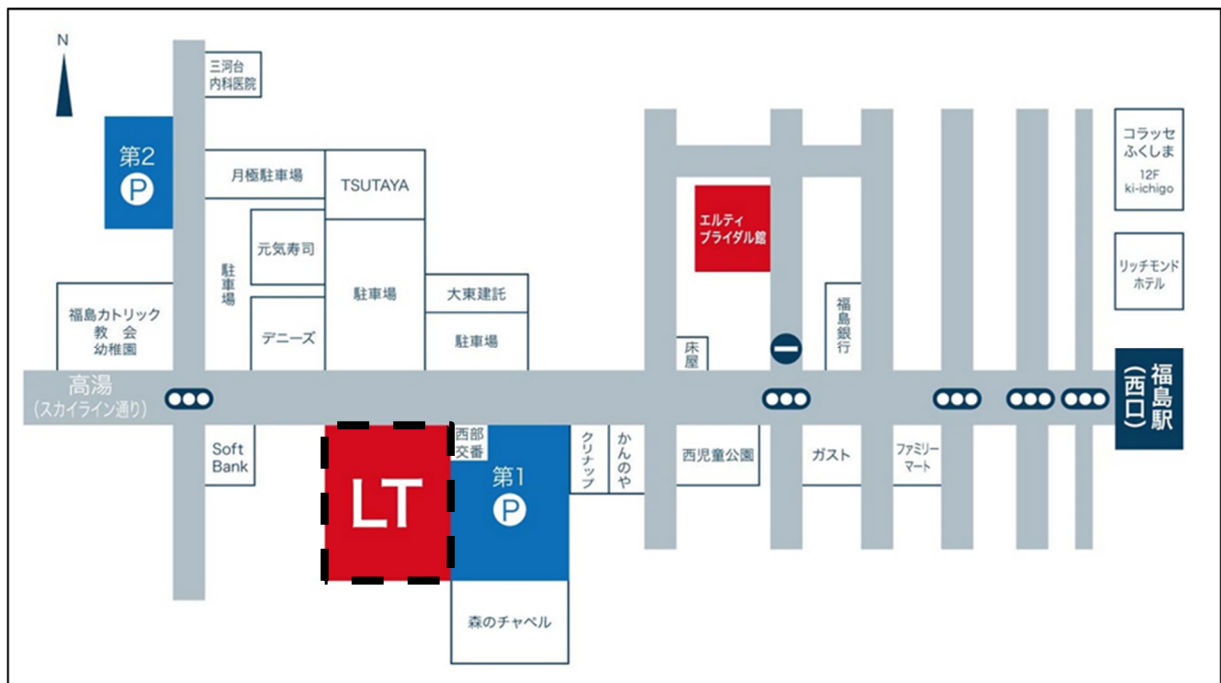 N
三河台
内科医院
第2
P
月極駐車場
TSUTAYA
元気寿司
駐車場
駐車場
デニーズ
大東建託
駐車場
福島カトリック
教 会
幼稚園
エルティ
ブライダル館
床屋
福島銀行
コラッセ
ふくしま
12F
ki-ichigo
リッチモンド
ホテル
福島駅
(西口)
高湯
(スカイライン通り)
Soft
Bank
LT
西部
交番
第1
P
クリナップ
かんのや
西児童公園
ガスト
ファミリー
マート
森のチャペル